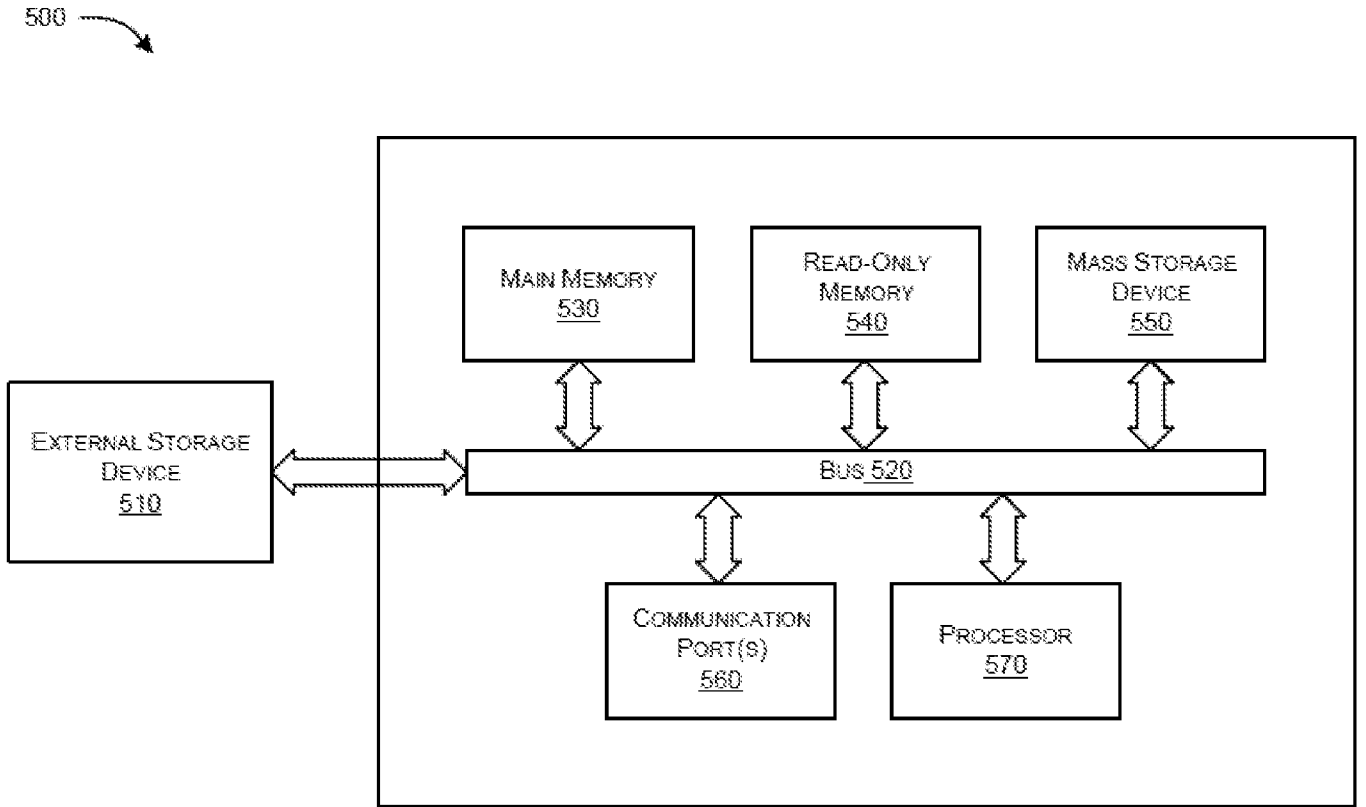 500
MAIN MEMORY
530
READ-ONLY
MEMORY
540
MASS STORAGE
DEVICE
550
EXTERNAL STORAGE
DEVICE
510
BUS 520
COMMUNICATION
PORT(S)
560
PROCESSOR
570